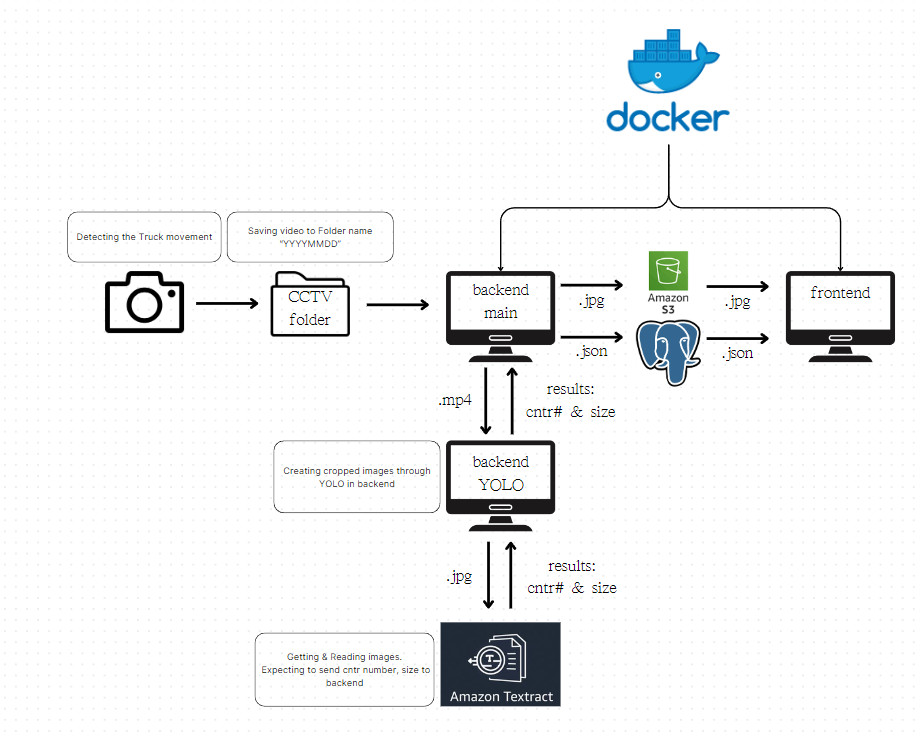 docker
Detecting the Truck movement
Saving video to Folder name
"YYYYMMDD"
CCTV
folder
backend
main
.jpg
.json
Amazon
S3
.jpg
.json
frontend
.mp4
results:
cntr# & size
Creating cropped images through
YOLO in backend
backend
YOLO
.jpg
results:
cntr# & size
Getting & Reading images.
Expecting to send cntr number, size to
backend
Amazon Textract